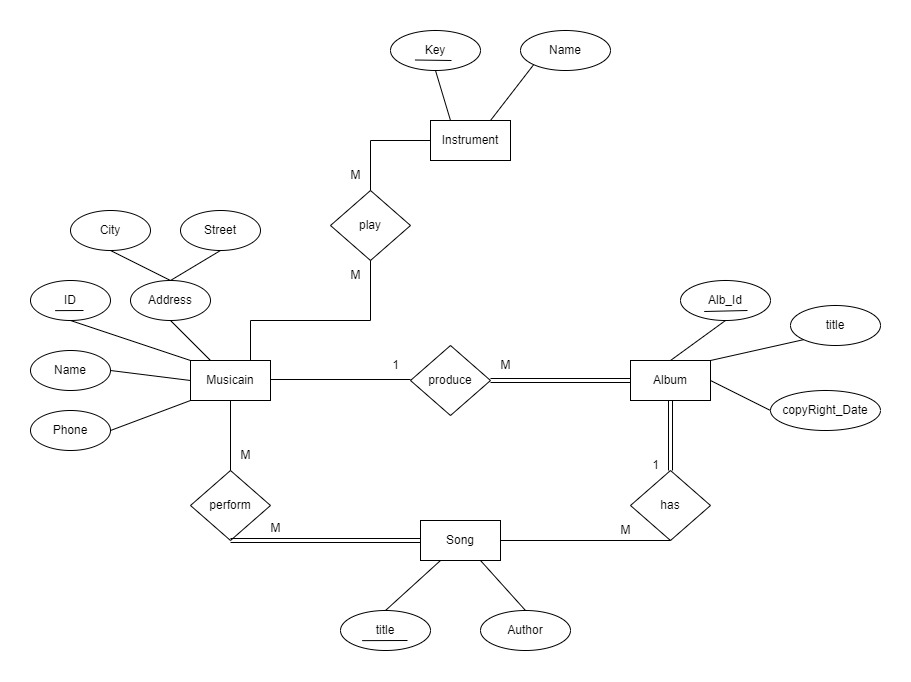 Key
Name
Instrument
M
play
M
City
Street
ID
Address
Name
Phone
Musicain
1
produce
M
Album
Alb_Id
title
copyRight_Date
M
perform
M
Song
M
1
has
title
Author